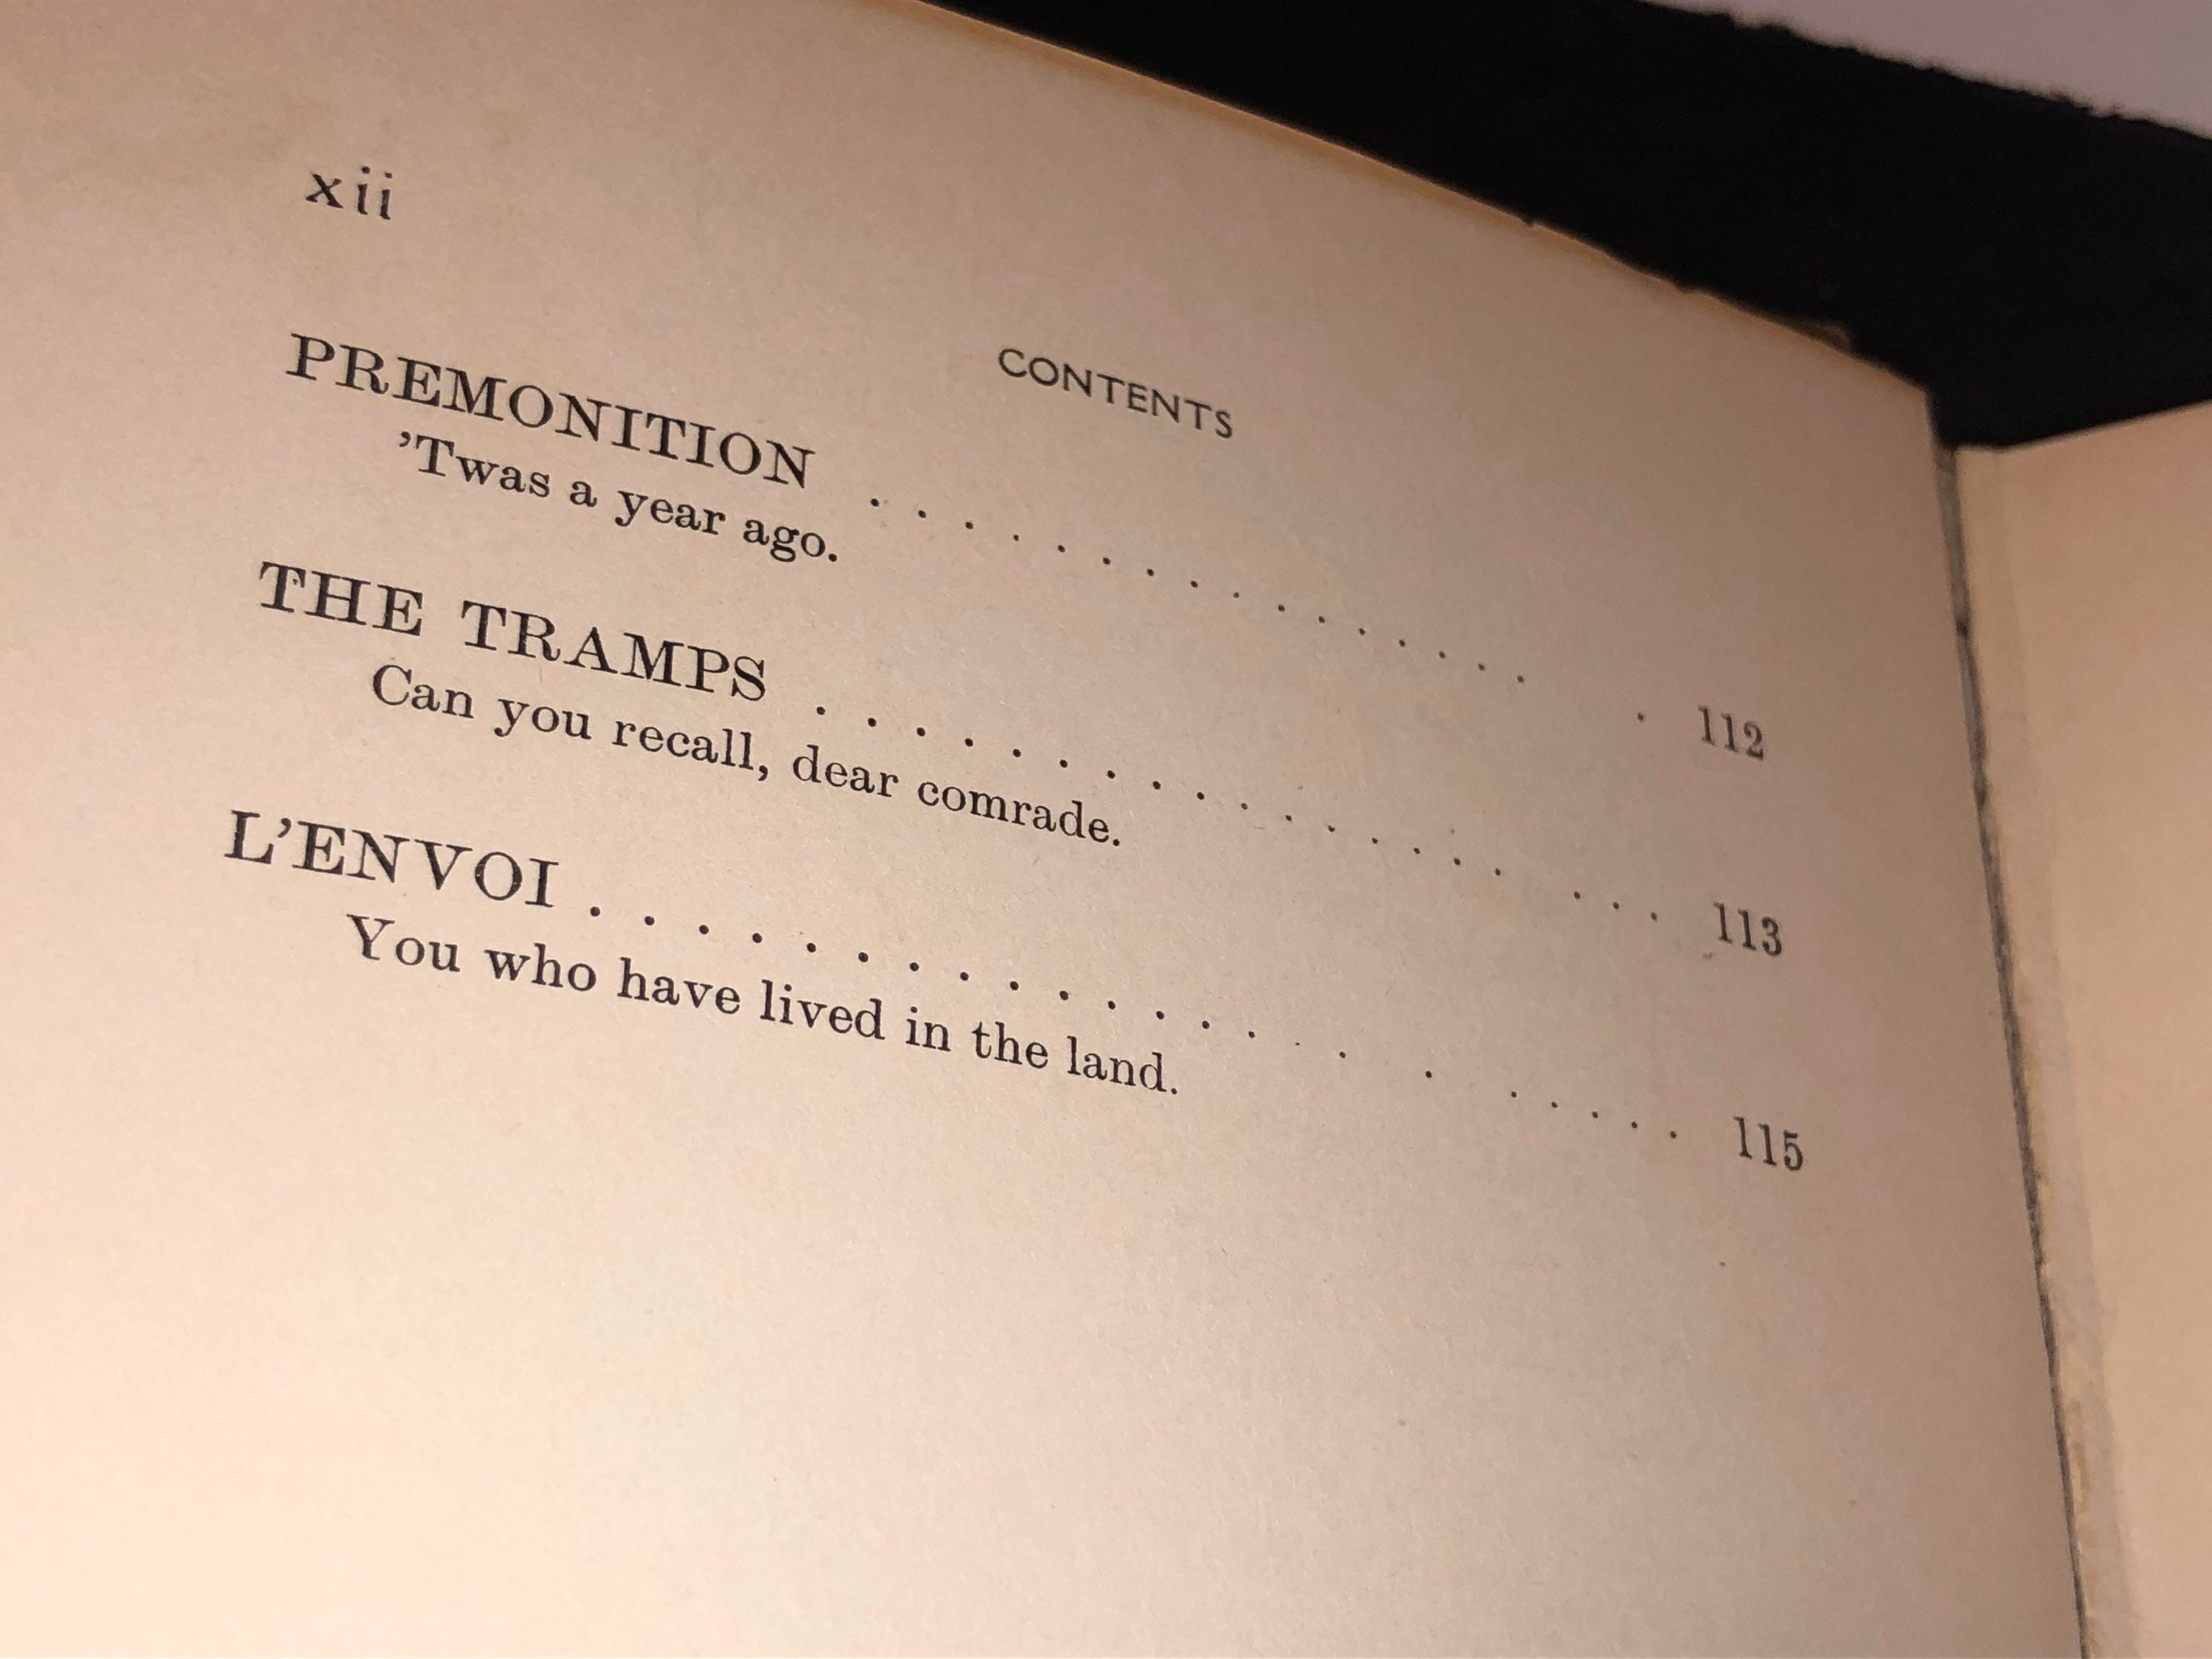 xii
CONTENTS
PREMONITION . . . . . . . . . . . . . . . . . 112
’Twas a year ago.
THE TRAMPS . . . . . . . . . . . . . . . . . . . 113
Can you recall, dear comrade.
L’ENVOI . . . . . . . . . . . . . . . . . . . . . . 115
You who have lived in the land.